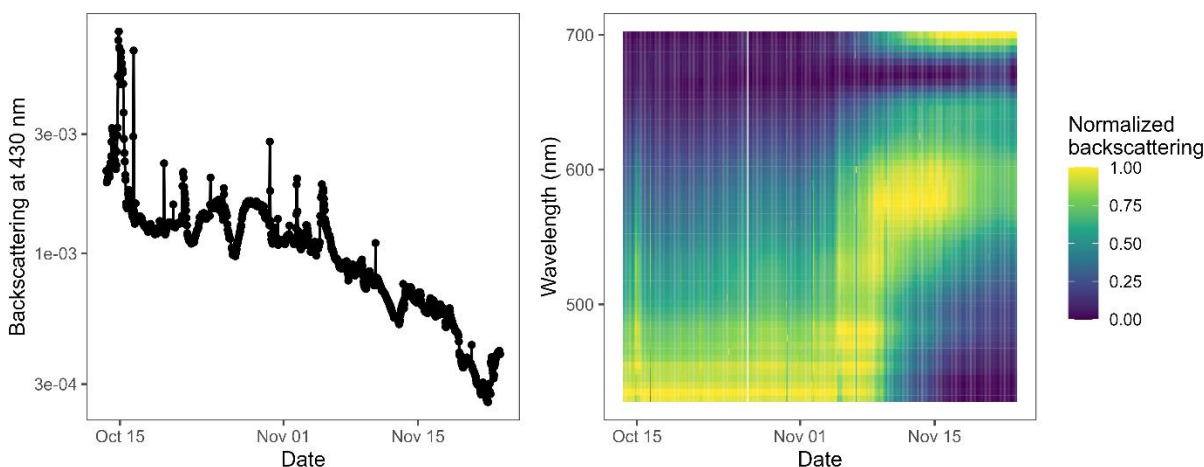 Backscattering at 430 nm
3e-03
1e-03
3e-04
Oct 15
Nov 01
Nov 15
Date
Wavelength (nm)
700
600
500
Oct 15
Nov 01
Nov 15
Date
Normalized
backscattering
1.00
0.75
0.50
0.25
0.00